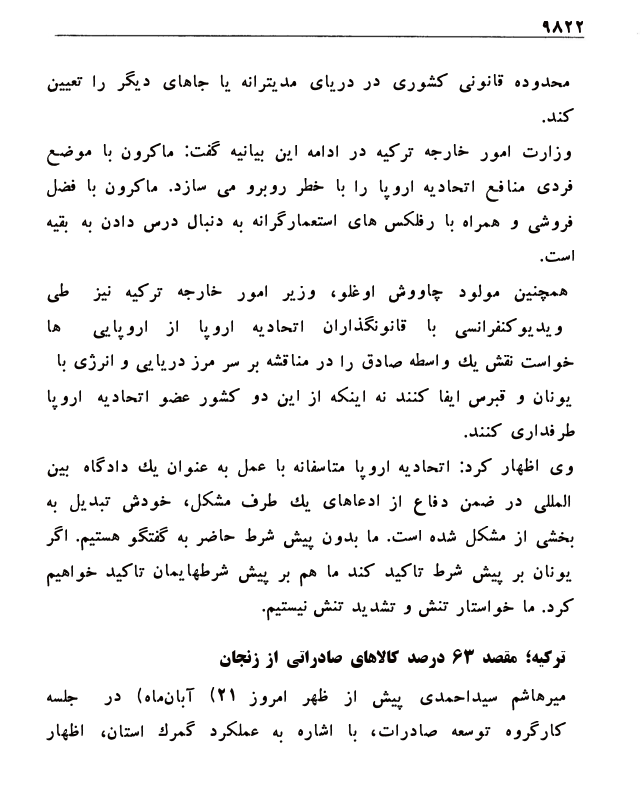 ۹۸۲۲
محدوده قانونی کشوری در دریای مدیترانه یا جاهای دیگر را تعیین
کند.
وزارت امور خارجه ترکیه در ادامه این بیانیه گفت: ماکرون با موضع
فردی منافع اتحادیه اروپا را با خطر روبرو می سازد. ماکرون با فضل
فروشی و همراه با رفلکس های استعمارگرانه به دنبال درس دادن به بقیه
است.
همچنین مولود چاووش اوغلو، وزیر امور خارجه ترکیه نیز طی
ویدیوکنفرانسی با قانونگذاران اتحادیه اروپا از اروپایی ها
خواست نقش یك واسطه صادق را در مناقشه بر سر مرز دریایی و انرژی با
یونان و قبرس ایفا کنند نه اینکه از این دو کشور عضو اتحادیه اروپا
طرفداری کنند.
وی اظهار کرد: اتحادیه اروپا متاسفانه با عمل به عنوان یك دادگاه بین
المللی در ضمن دفاع از ادعاهای یك طرف مشکل، خودش تبدیل به
بخشی از مشکل شده است. ما بدون پیش شرط حاضر به گفتگو هستیم. اگر
یونان بر پیش شرط تاکید کند ما هم بر پیش شرطهایمان تاکید خواهیم
کرد. ما خواستار تنش و تشدید تنش نیستیم.
ترکیه؛ مقصد ۶۳ درصد کالاهای صادراتی از زنجان
میرهاشم سیداحمدی پیش از ظهر امروز ۲۱) آبان‌ماه) در جلسه
کارگروه توسعه صادرات، با اشاره به عملکرد گمرك استان، اظهار